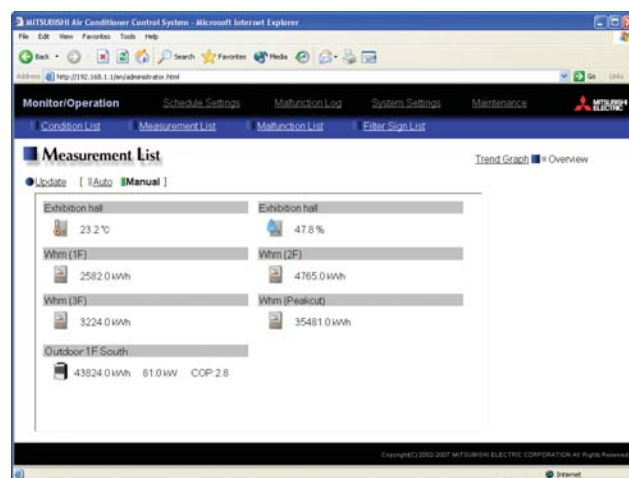 MITSUBISHI Air Conditioner Control System - Microsoft Internet Explorer
File Edit View Favorites Tools Help
Back Search Favorites Media
Address http://192.168.1.1/en/administrator.html Go Links
Monitor/Operation Schedule Settings Malfunction Log System Settings Maintenance MITSUBISHI ELECTRIC
Condition List Measurement List Malfunction List Filter Sign List
Measurement List
Trend Graph Overview
Update [ Auto Manual ]
Exhibition hall Exhibition hall
23.2℃ 47.8%
Whm (1F) Whm (2F)
2582.0 kWh 4765.0 kWh
Whm (3F) Whm (Peakcut)
3224.0 kWh 35481.0 kWh
Outdoor 1F South
43824.0 kWh 81.0 kW COP:2.8
Copyright(C) 2002-2007 MITSUBISHI ELECTRIC CORPORATION All Rights Reserved
Internet